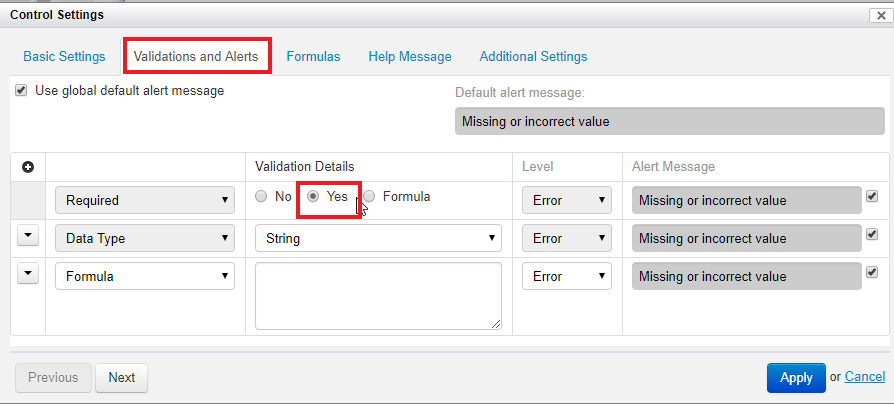 Control Settings
Basic Settings Validations and Alerts Formulas Help Message Additional Settings
Use global default alert message
Default alert message:
Missing or incorrect value
Validation Details Level Alert Message
Required No Yes Formula Error Missing or incorrect value
Data Type String Error Missing or incorrect value
Formula Error Missing or incorrect value
Previous Next Apply or Cancel